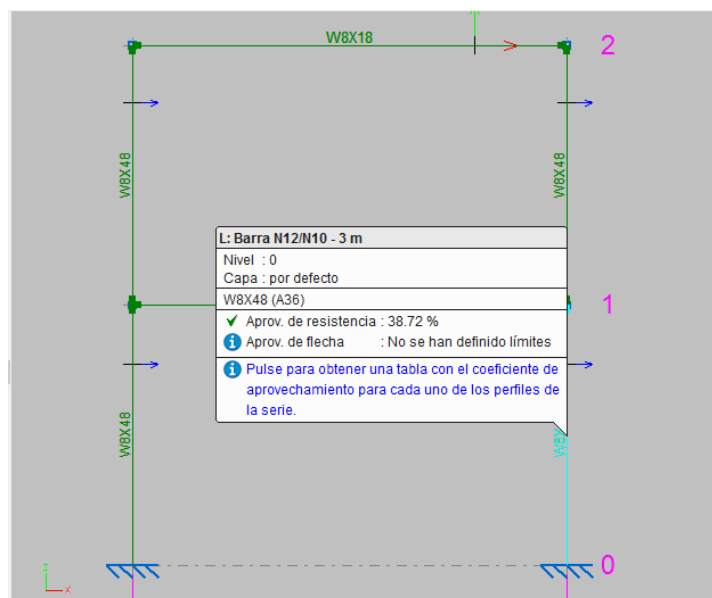 W8X18
2
W8X48
W8X48
L: Barra N12/N10 - 3 m
Nivel : 0
Capa : por defecto
W8X48 (A36)
Aprov. de resistencia : 38.72 %
Aprov. de flecha : No se han definido límites
Pulse para obtener una tabla con el coeficiente de
aprovechamiento para cada uno de los perfiles de
la serie.
1
W8X48
0
z
x